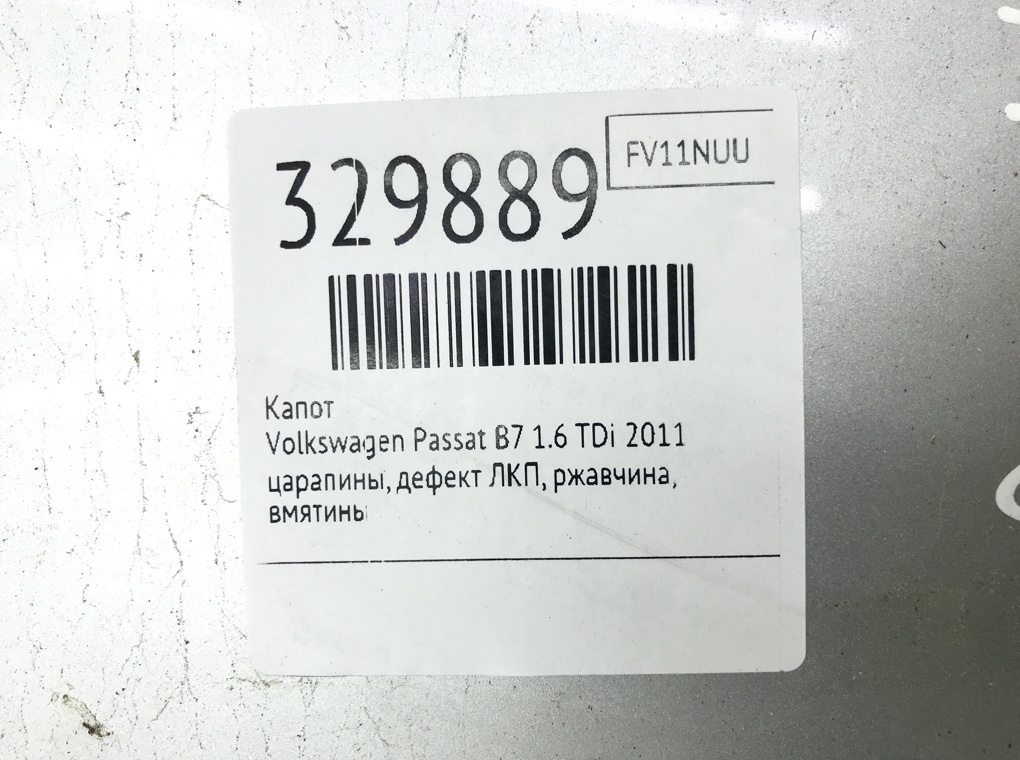 329889
FV11NUU
Капот
Volkswagen Passat B7 1.6 TDi 2011
царапины, дефект ЛКП, ржавчина,
вмятины